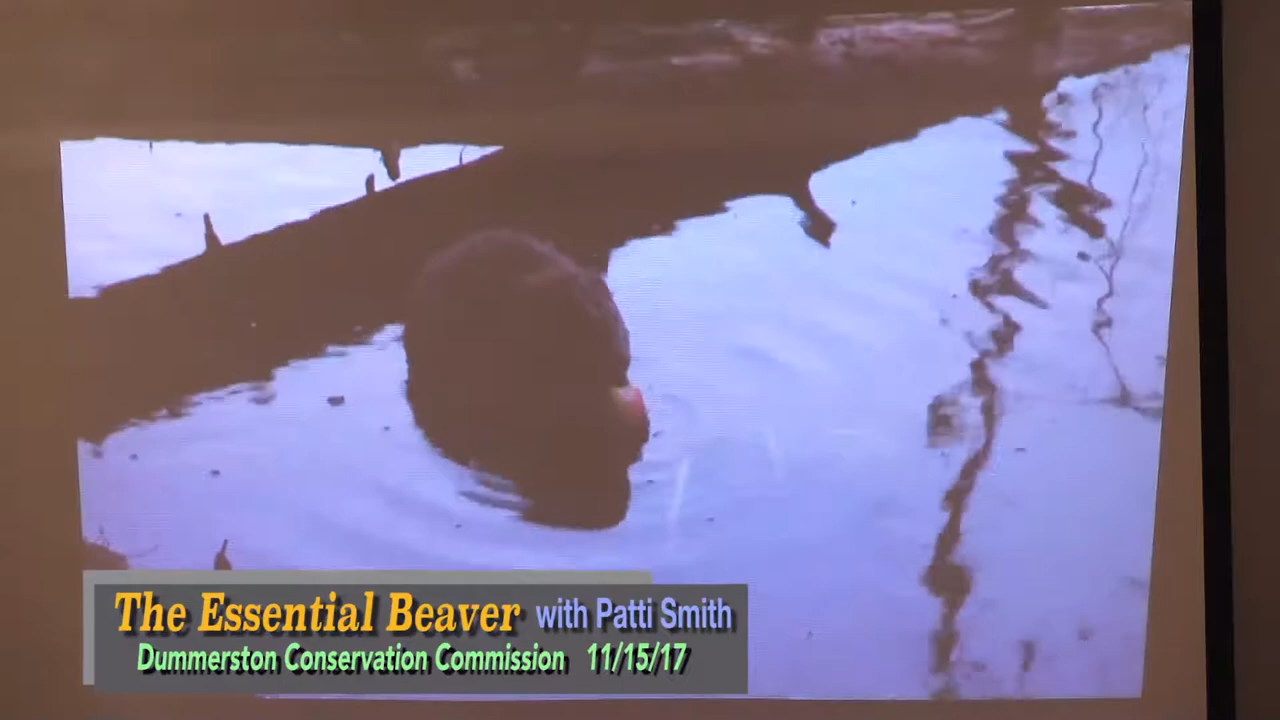 The Essential Beaver with Patti Smith
Dummerston Conservation Commission 11/15/17